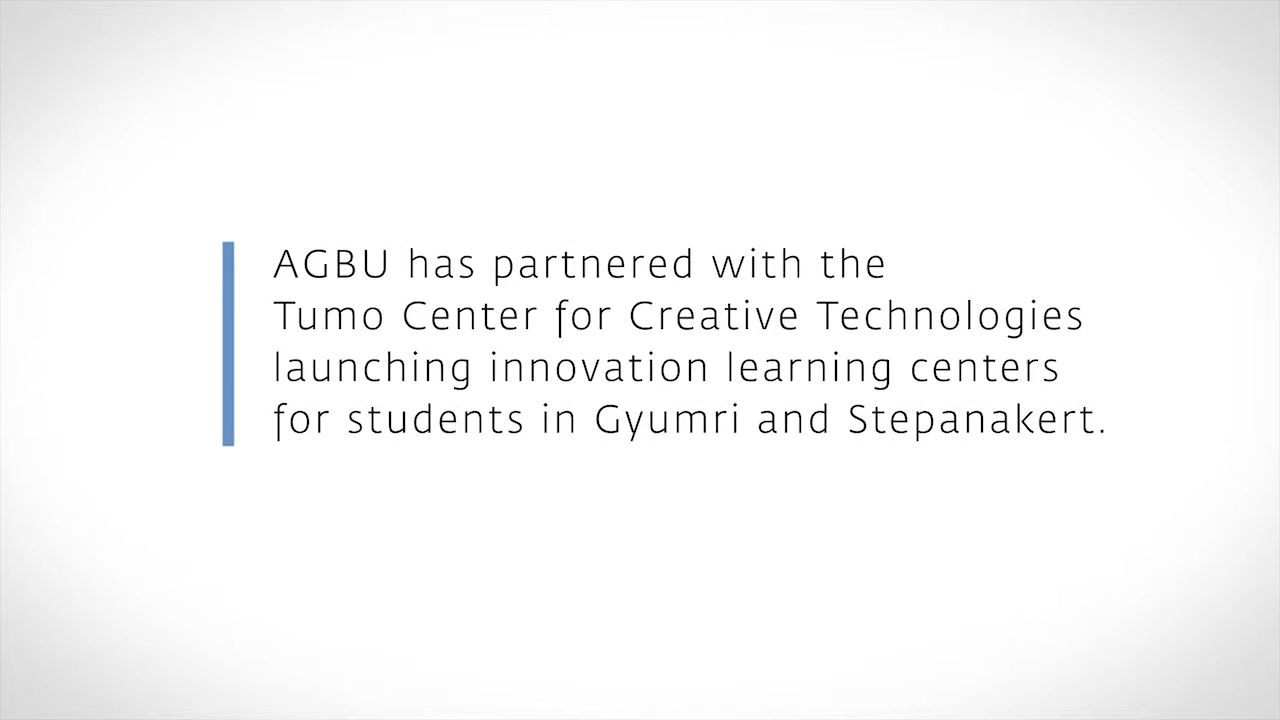 AGBU has partnered with the
Tumo Center for Creative Technologies
launching innovation learning centers
for students in Gyumri and Stepanakert.